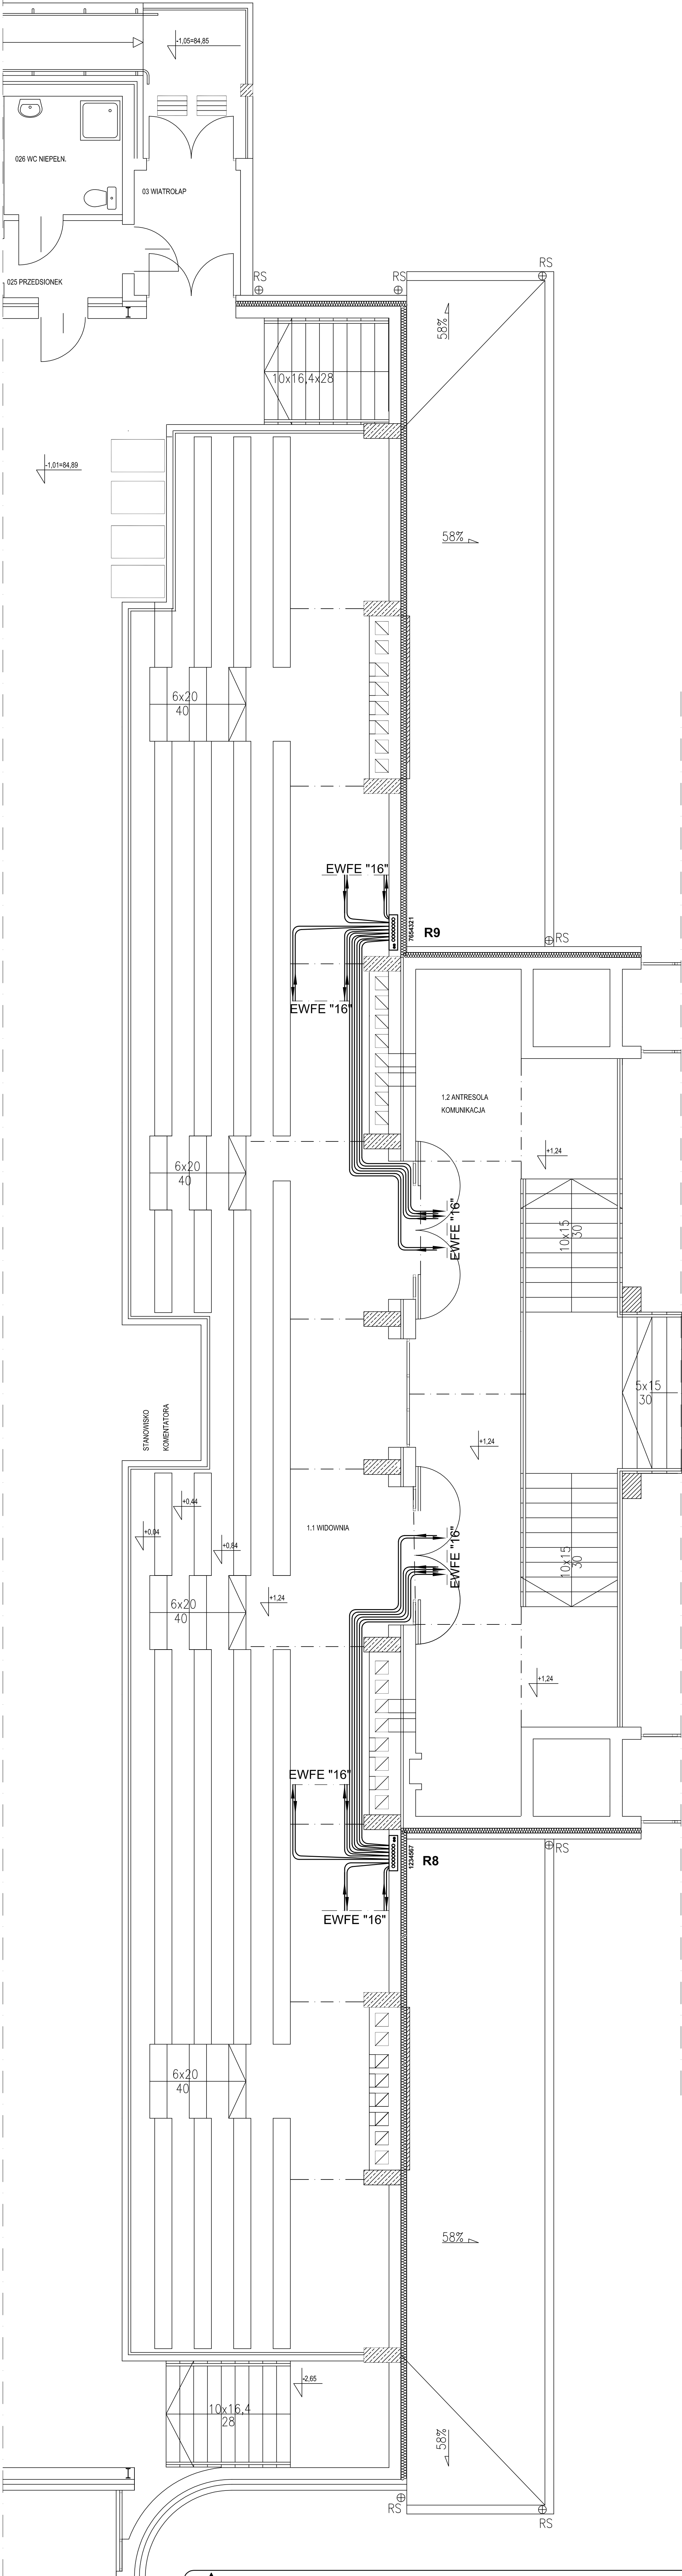 -1,05=84,85
026 WC NIEPEŁN.
03 WIATROŁAP
025 PRZEDSIONEK
RS
RS
RS
58%
10x16,4x28
-1,01=84,89
58%
6x20
40
EWFE "16"
7654321
R9
RS
EWFE "16"
1,2 ANTRESOLA
KOMUNIKACJA
+1,24
6x20
40
EWFE "16"
10x15
30
5x15
30
STANOWISKO
KOMENTATORA
+1,24
+0,44
+0,04
1.1 WIDOWNIA
+0,84
EWFE "16"
10x15
30
6x20
40
+1,24
+1,24
EWFE "16"
1234567
R8
RS
EWFE "16"
6x20
40
58%
-2,65
10x16,4
28
58%
RS
RS